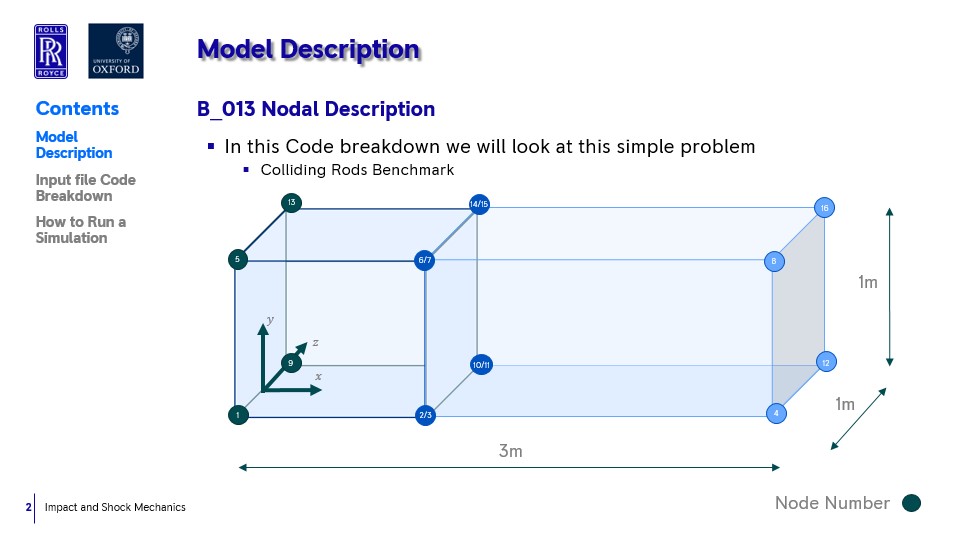 ROLLS
RR
ROYCE
UNIVERSITY OF
OXFORD
Model Description
Contents
Model
Description
Input file Code
Breakdown
How to Run a
Simulation
B_013 Nodal Description
In this Code breakdown we will look at this simple problem
Colliding Rods Benchmark
13
14/15
16
5
6/7
8
1m
y
z
9
x
10/11
12
1
2/3
4
1m
3m
2
Impact and Shock Mechanics
Node Number